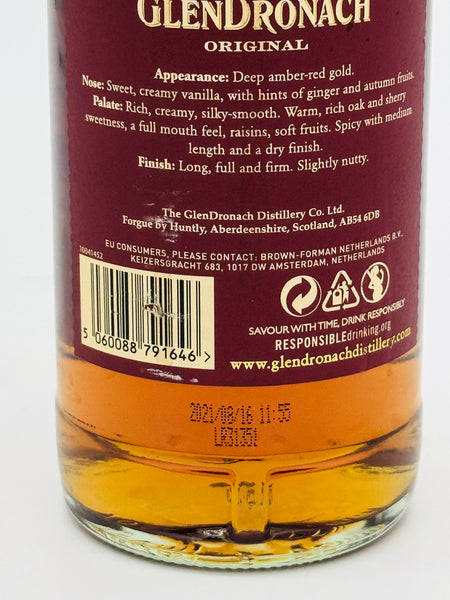 GLENDRONACH
ORIGINAL
Appearance: Deep amber-red gold.
Nose: Sweet, creamy vanilla, with hints of ginger and autumn fruits.
Palate: Rich, creamy, silky-smooth. Warm, rich oak and sherry
sweetness, a full mouth feel, raisins, soft fruits. Spicy with medium
length and a dry finish.
Finish: Long, full and firm. Slightly nutty.
The GlenDronach Distillery Co. Ltd.
Forgue by Huntly, Aberdeenshire, Scotland, AB54 6DB
10041452
EU CONSUMERS, PLEASE CONTACT: BROWN-FORMAN NETHERLANDS B.V.,
KEIZERSGRACHT 683, 1017 DW AMSTERDAM, NETHERLANDS
5 060088 791646 >
SAVOUR WITH TIME, DRINK RESPONSIBLY
RESPONSIBLEdrinking.org
www.glendronachdistillery.com
2021/08/16 11:55
LR31351